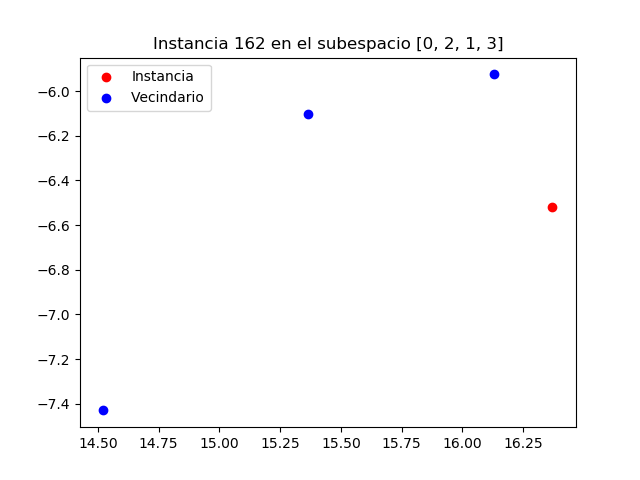 Instancia 162 en el subespacio [0, 2, 1, 3]
Instancia
Vecindario
−6.0
−6.2
−6.4
−6.6
−6.8
−7.0
−7.2
−7.4
14.50 14.75 15.00 15.25 15.50 15.75 16.00 16.25